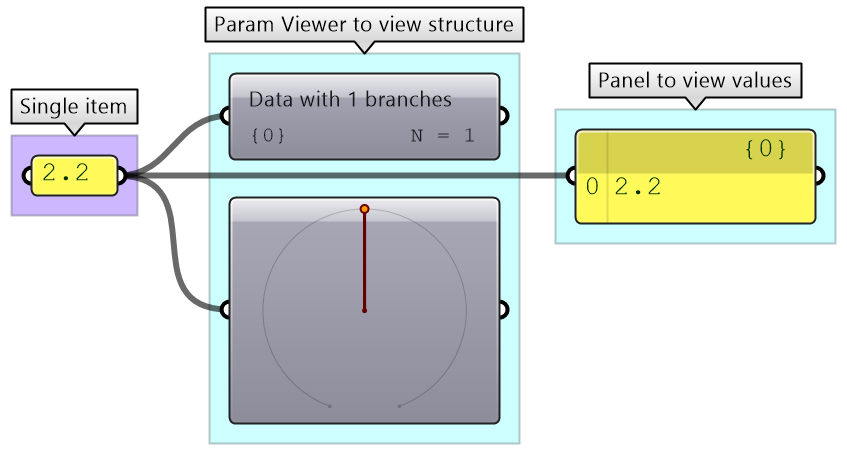 Param Viewer to view structure
Single item
2.2
Data with 1 branches
{0} N = 1
Panel to view values
{0}
0 2.2